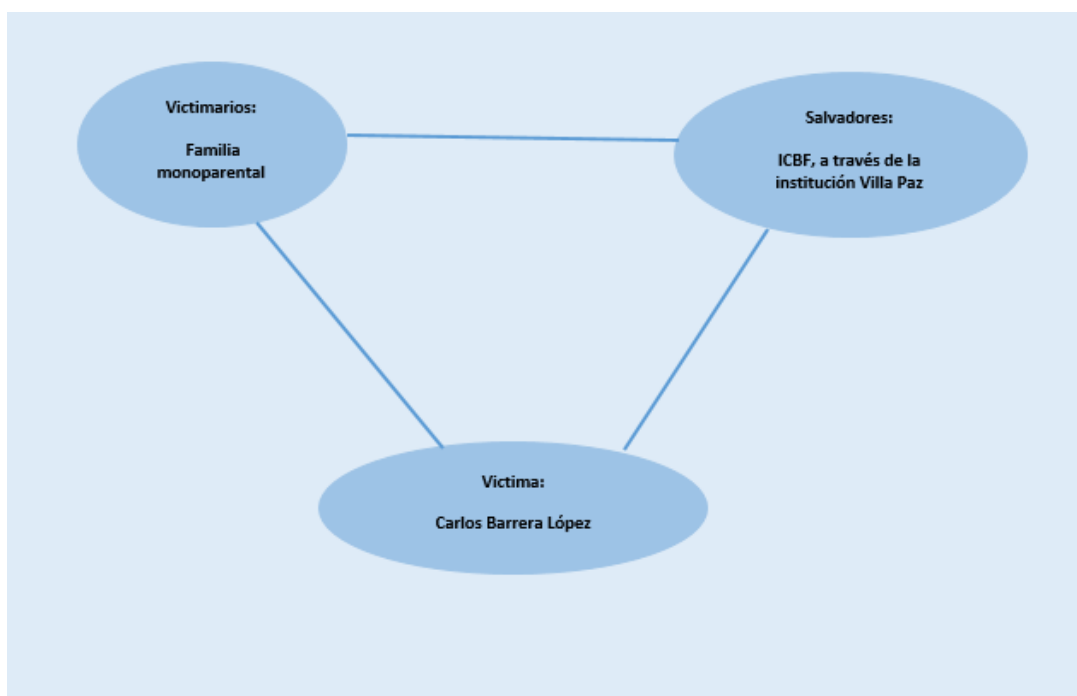 Victimarios:
Familia
monoparental
Salvadores:
ICBF, a través de la
institución Villa Paz
Victima:
Carlos Barrera López